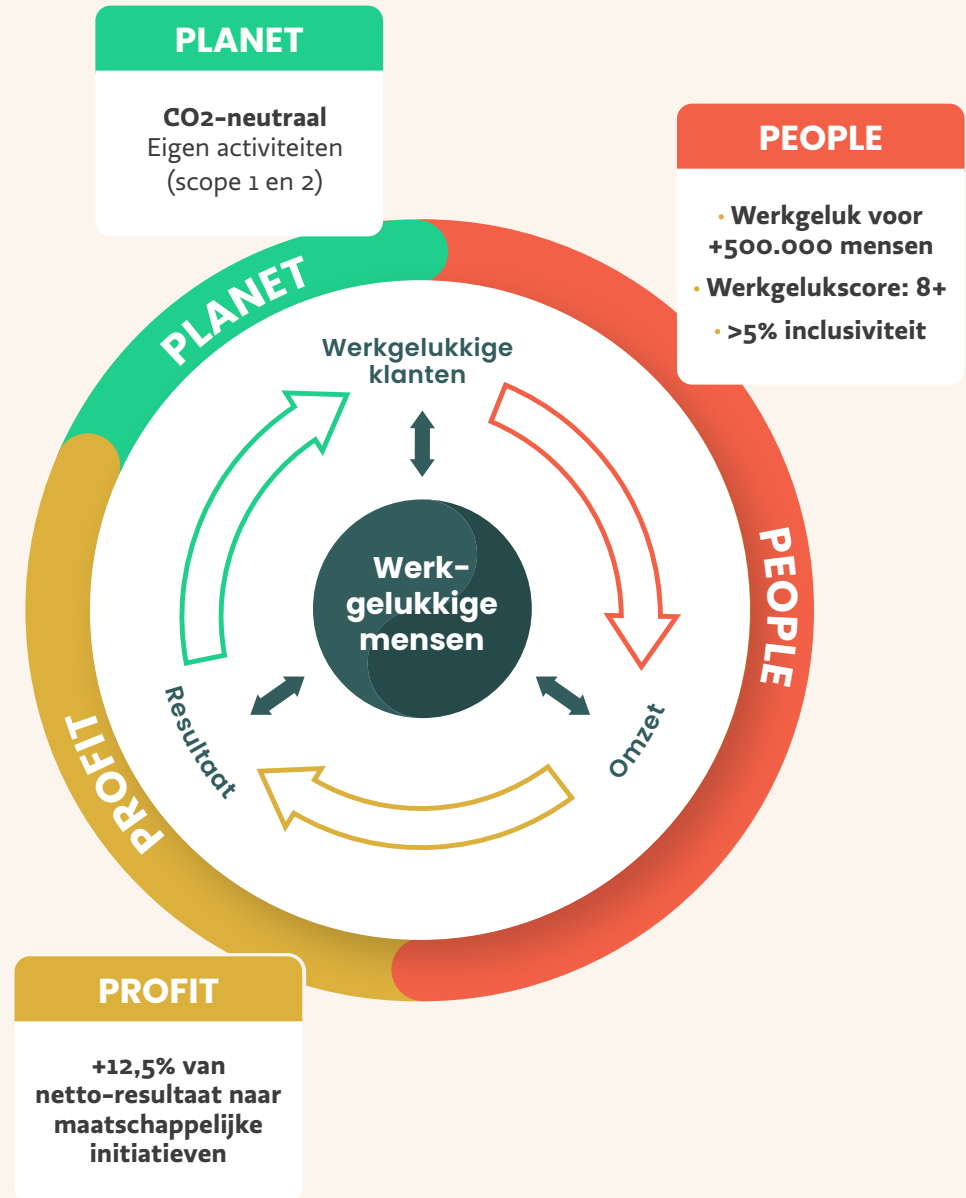 PLANET
CO2-neutraal
Eigen activiteiten
(scope 1 en 2)
PEOPLE
• Werkgeluk voor
+500.000 mensen
• Werkgelukscore: 8+
• >5% inclusiviteit
PLANET
Werkgelukkige
klanten
Werk-
gelukkige
mensen
PEOPLE
Resultaat
Omzet
PROFIT
PROFIT
+12,5% van
netto-resultaat naar
maatschappelijke
initiatieven